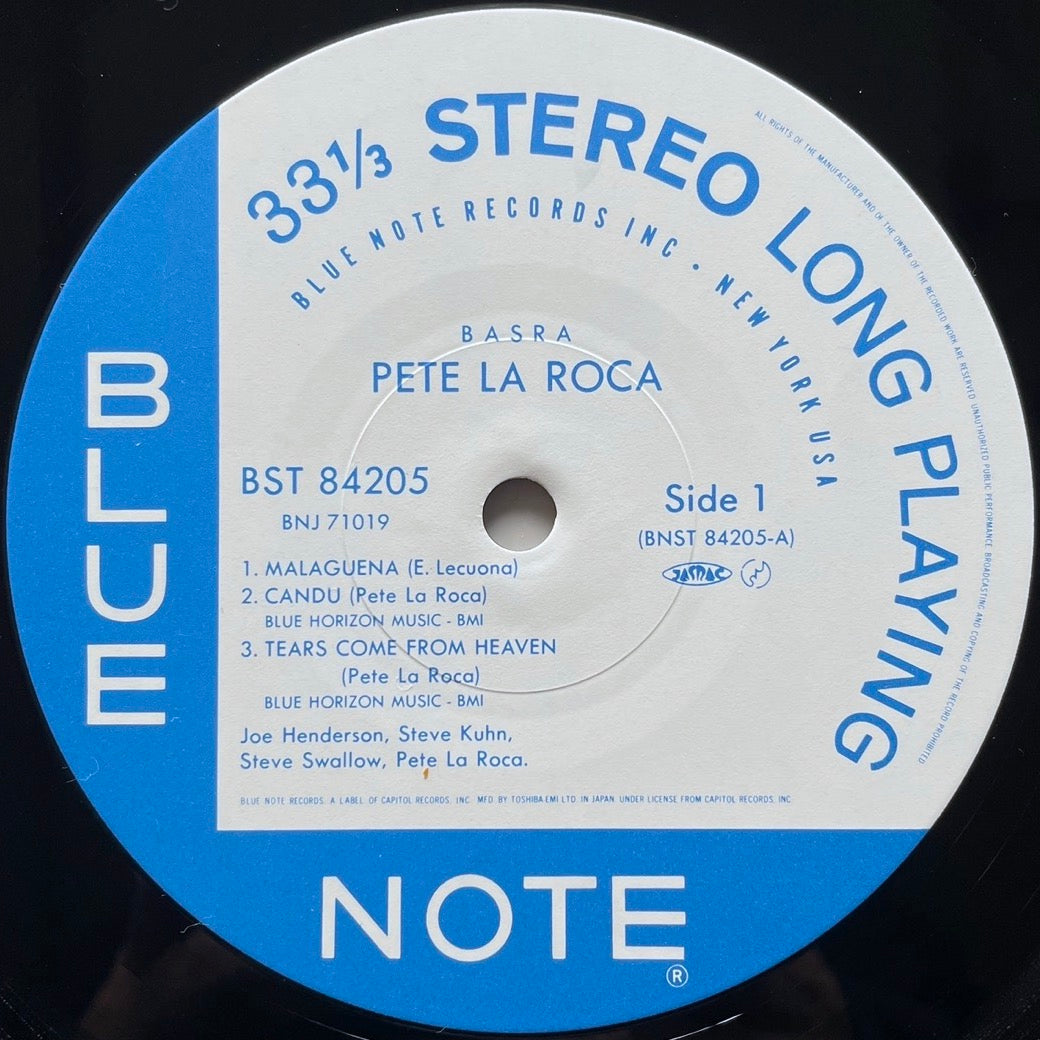 33⅓ STEREO LONG PLAYING
BLUE NOTE RECORDS INC • NEW YORK USA
ALL RIGHTS OF THE MANUFACTURER AND OF THE OWNER OF THE RECORDED WORK ARE RESERVED. UNAUTHORIZED PUBLIC PERFORMANCE BROADCASTING AND COPYING OF THE RECORD PROHIBITED
BASRA
PETE LA ROCA
BST 84205
BNJ 71019
Side 1
(BNST 84205-A)
JASRAC
1. MALAGUENA (E. Lecuona)
2. CANDU (Pete La Roca)
BLUE HORIZON MUSIC - BMI
3. TEARS COME FROM HEAVEN
(Pete La Roca)
BLUE HORIZON MUSIC - BMI
Joe Henderson, Steve Kuhn,
Steve Swallow, Pete La Roca.
BLUE NOTE RECORDS. A LABEL OF CAPITOL RECORDS, INC. MFD BY TOSHIBA EMI LTD. IN JAPAN. UNDER LICENSE FROM CAPITOL RECORDS, INC.
BLUE
NOTE®